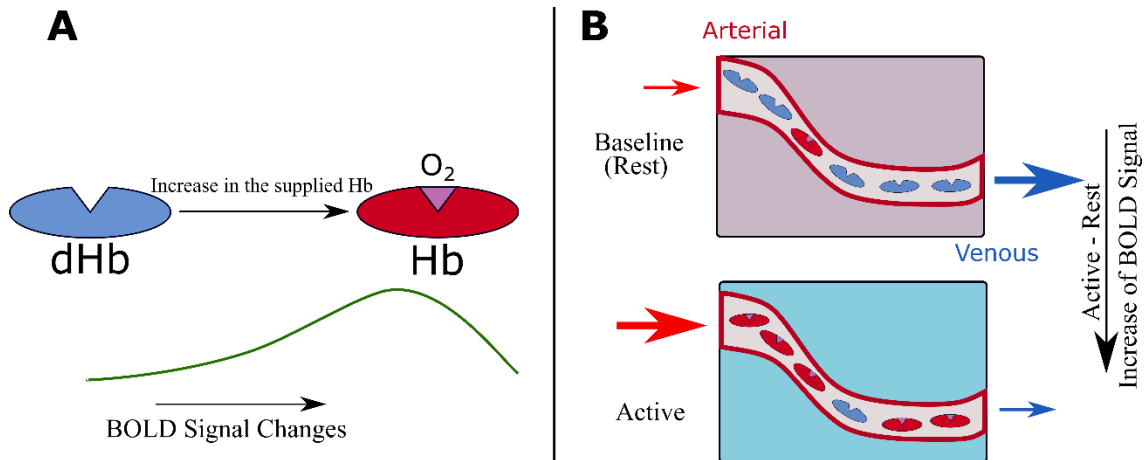 A
Increase in the supplied Hb
O₂
dHb
Hb
BOLD Signal Changes
B
Arterial
Baseline
(Rest)
Venous
Active
Active - Rest
Increase of BOLD Signal